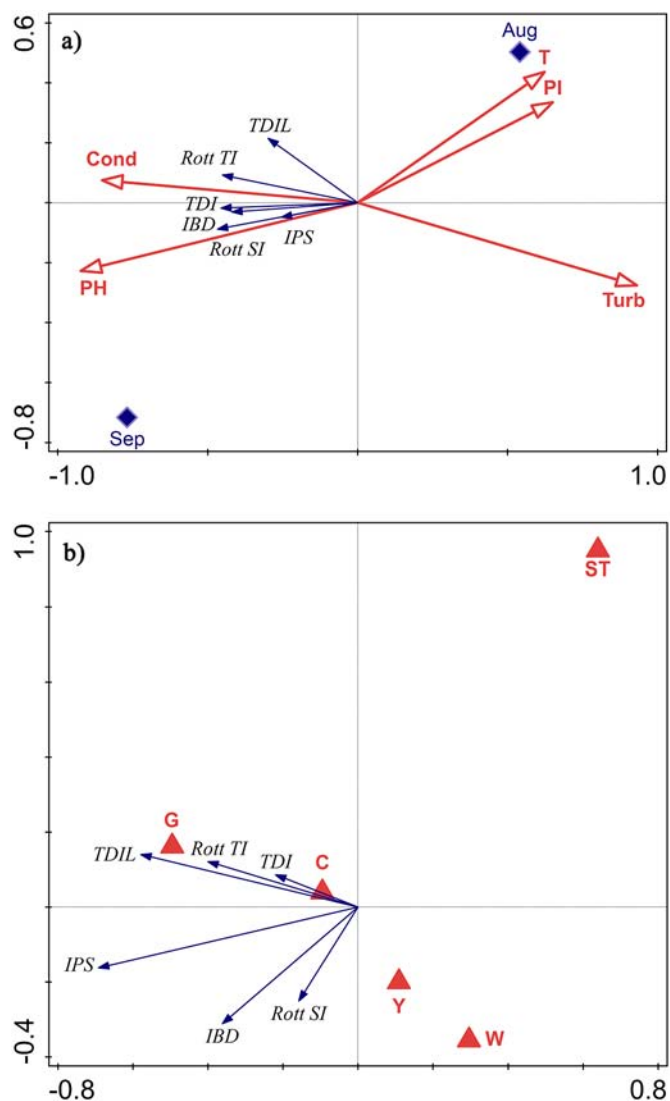 0.6
a)
Aug
T
PI
TDIL
Rott TI
Cond
TDI
IBD
IPS
Rott SI
PH
Turb
Sep
-0.8
-1.0
1.0
1.0
b)
ST
G
TDIL
Rott TI
TDI
C
IPS
Rott SI
IBD
Y
W
-0.4
-0.8
0.8